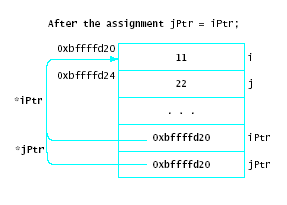 After the assignment jPtr = iPtr;
0xbffffd20 11 i
0xbffffd24 22 j
. . .
*iPtr
0xbffffd20 iPtr
*jPtr 0xbffffd20 jPtr